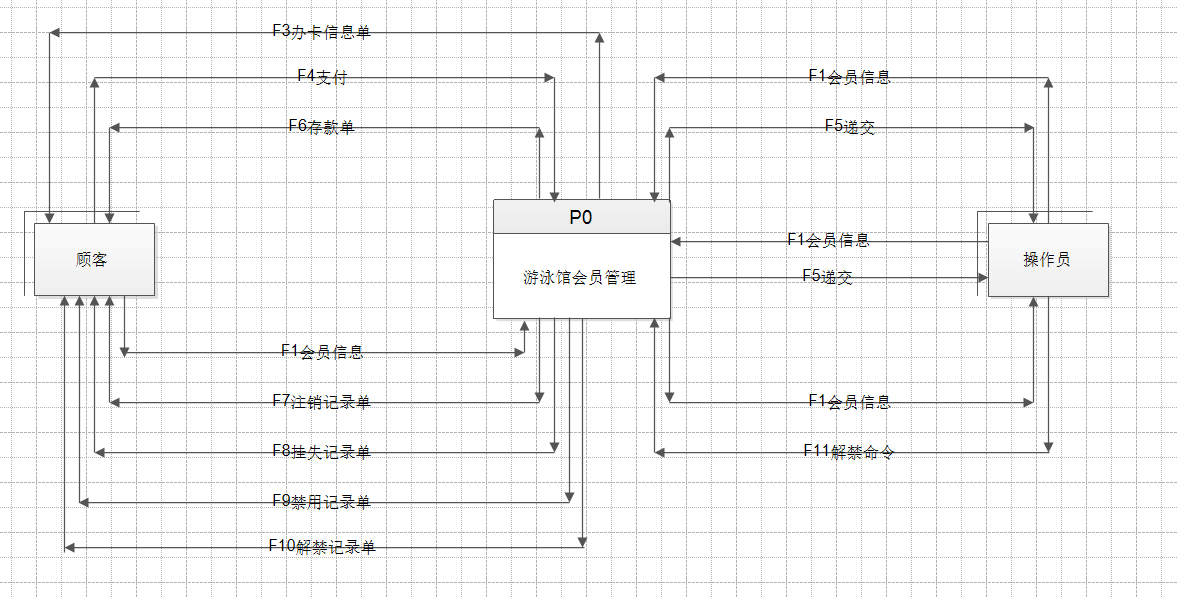 F3办卡信息单
F4支付
F1会员信息
F6存款单
F5递交
P0
F1会员信息
顾客
游泳馆会员管理
操作员
F5递交
F1会员信息
F7注销记录单
F1会员信息
F8挂失记录单
F11解禁命令
F9禁用记录单
F10解禁记录单